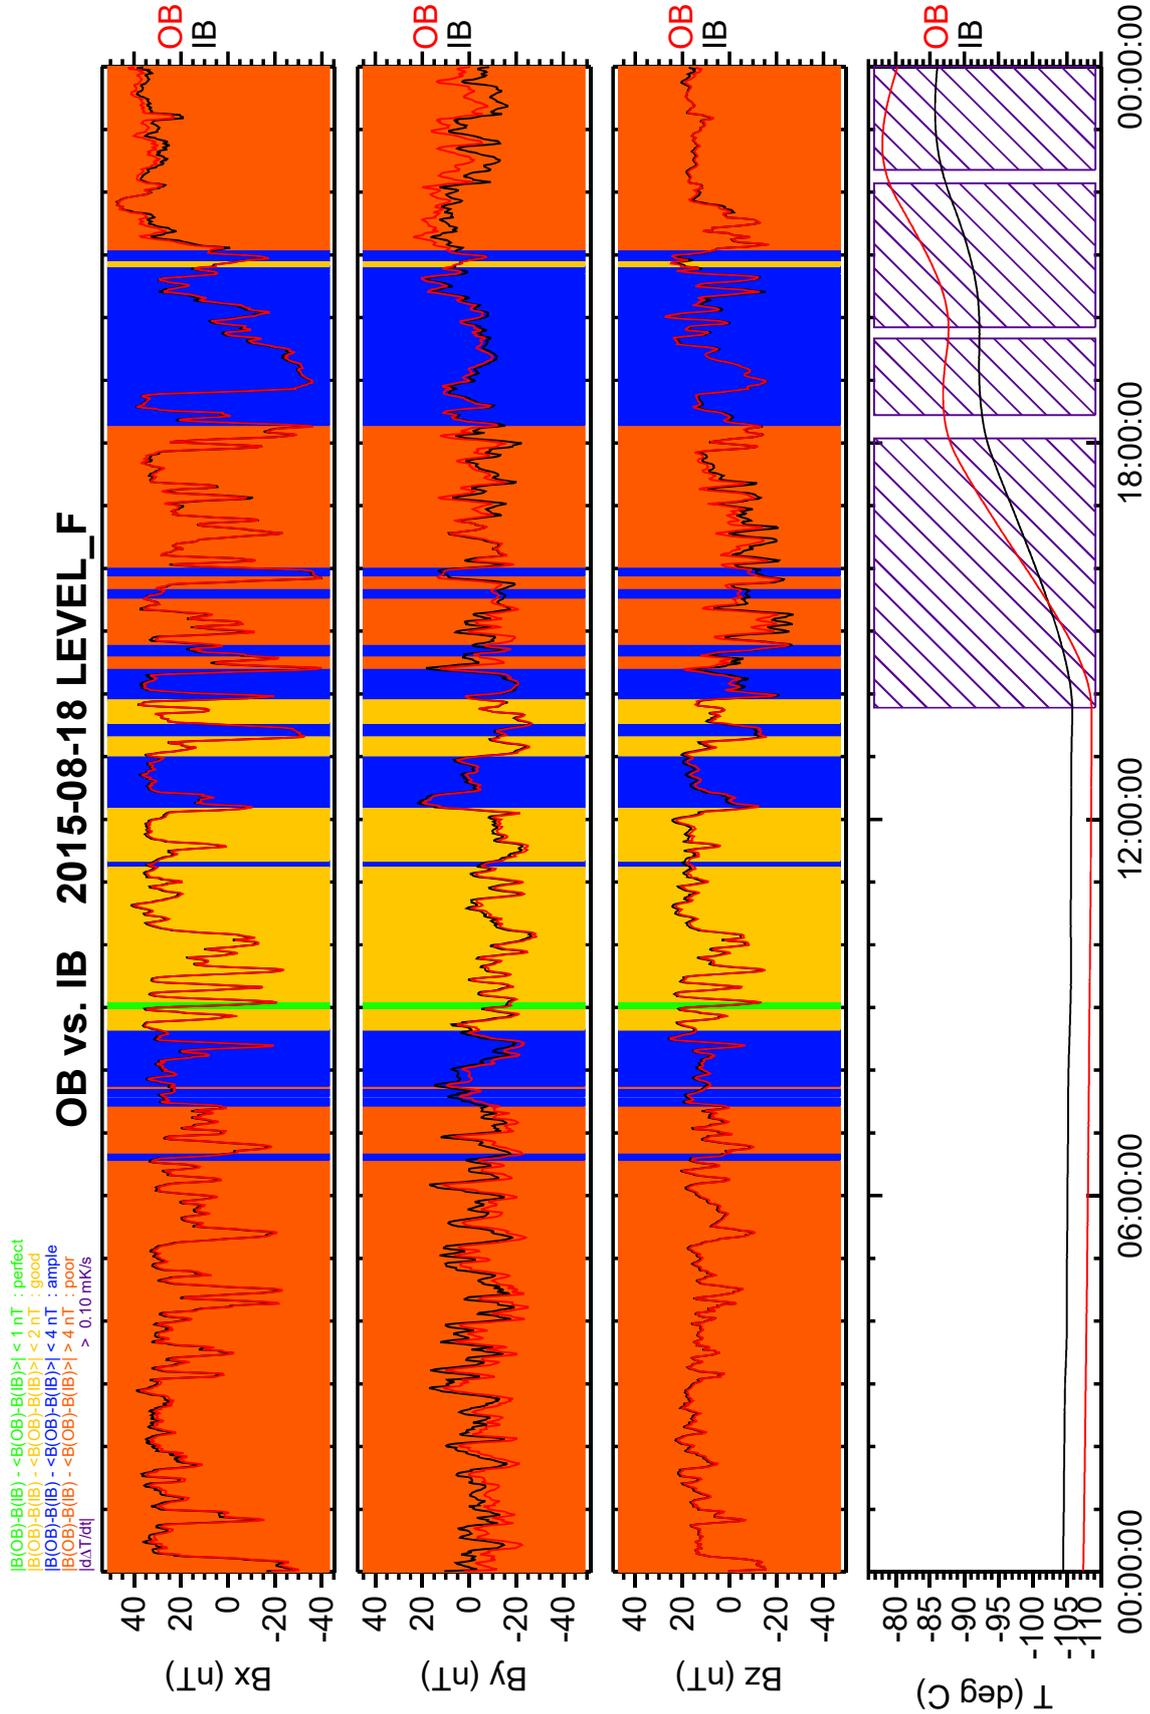 OB vs. IB 2015-08-18 LEVEL_F
|B(OB)-B(IB) - <B(OB)-B(IB)>| < 1 nT : perfect
|B(OB)-B(IB) - <B(OB)-B(IB)>| < 2 nT : good
|B(OB)-B(IB) - <B(OB)-B(IB)>| < 4 nT : ample
|B(OB)-B(IB) - <B(OB)-B(IB)>| > 4 nT : poor
|dΔT/dt| > 0.10 mK/s
Bx (nT)
40
20
0
-20
-40
OB
IB
By (nT)
40
20
0
-20
-40
OB
IB
Bz (nT)
40
20
0
-20
-40
OB
IB
T (deg C)
-80
-85
-90
-95
-100
-105
-110
OB
IB
00:00:00 06:00:00 12:00:00 18:00:00 00:00:00